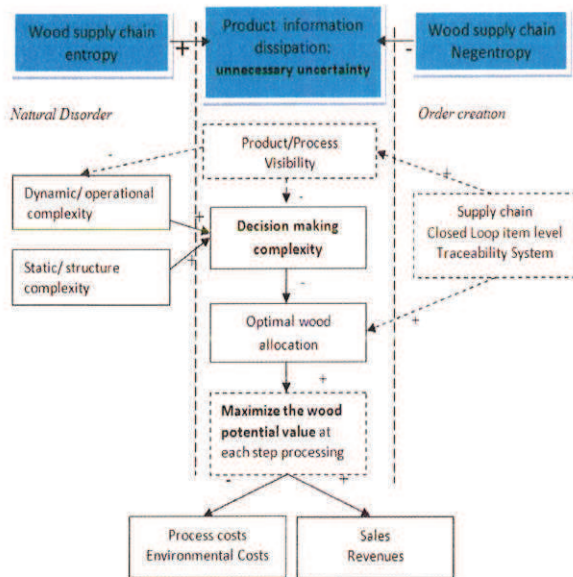 Wood supply chain
entropy
+
Product information
dissipation:
unnecessary uncertainty
-
Wood supply chain
Negentropy
Natural Disorder
Order creation
-
Product/Process
Visibility
+
Dynamic/ operational
complexity
-
+
Decision making
complexity
Supply chain
Closed Loop item level
Traceability System
Static/ structure
complexity
+
-
Optimal wood
allocation
+
+
Maximize the wood
potential value at
each step processing
-
+
Process costs
Environmental Costs
Sales
Revenues